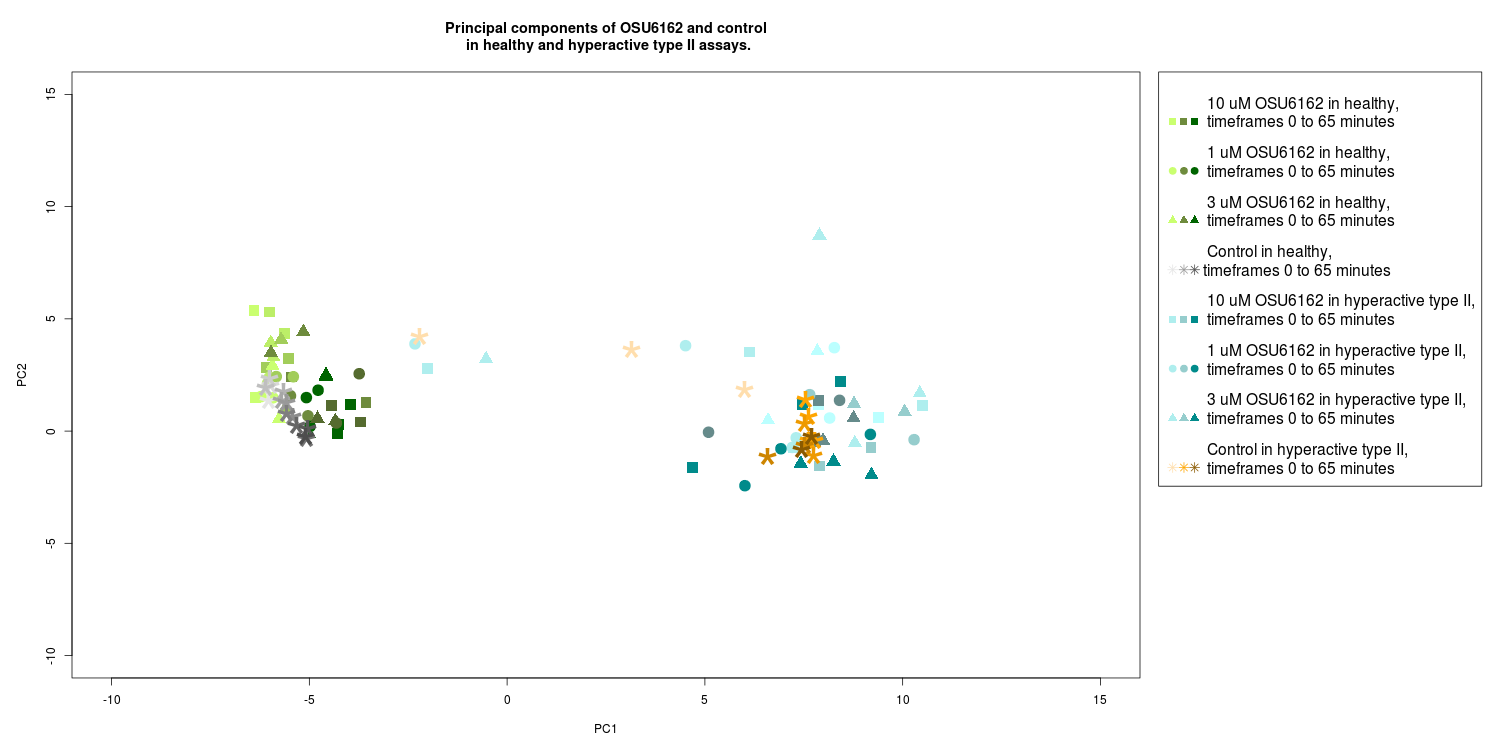 Principal components of OSU6162 and control
in healthy and hyperactive type II assays.
15
10
5
0
-5
-10
PC2
-10
-5
0
5
10
15
PC1
10 uM OSU6162 in healthy,
timeframes 0 to 65 minutes
1 uM OSU6162 in healthy,
timeframes 0 to 65 minutes
3 uM OSU6162 in healthy,
timeframes 0 to 65 minutes
Control in healthy,
timeframes 0 to 65 minutes
10 uM OSU6162 in hyperactive type II,
timeframes 0 to 65 minutes
1 uM OSU6162 in hyperactive type II,
timeframes 0 to 65 minutes
3 uM OSU6162 in hyperactive type II,
timeframes 0 to 65 minutes
Control in hyperactive type II,
timeframes 0 to 65 minutes